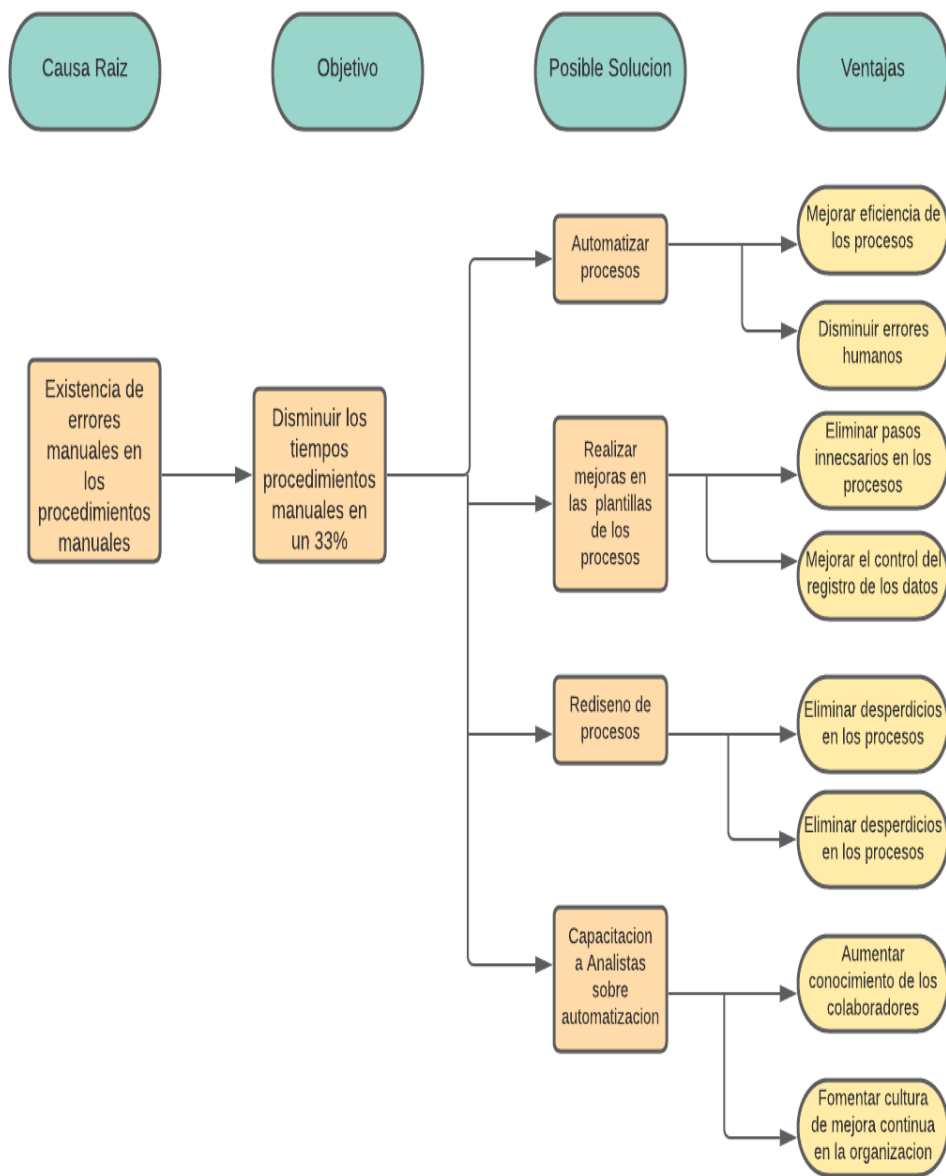 Causa Raiz
Objetivo
Posible Solucion
Ventajas
Existencia de
errores
manuales en
los
procedimientos
manuales
Disminuir los
tiempos
procedimientos
manuales en
un 33%
Automatizar
procesos
Mejorar eficiencia de
los procesos
Disminuir errores
humanos
Realizar
mejoras en
las plantillas
de los
procesos
Eliminar pasos
innecsarios en los
procesos
Mejorar el control del
registro de los datos
Rediseno de
procesos
Eliminar desperdicios
en los procesos
Eliminar desperdicios
en los procesos
Capacitacion
a Analistas
sobre
automatizacion
Aumentar
conocimiento de los
colaboradores
Fomentar cultura
de mejora continua
en la organizacion